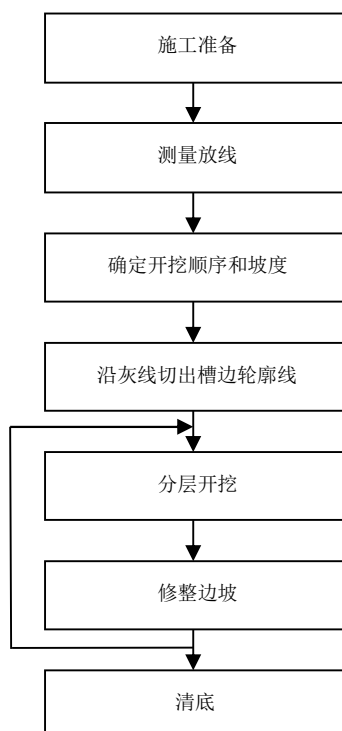 施工准备
测量放线
确定开挖顺序和坡度
沿灰线切出槽边轮廓线
分层开挖
修整边坡
清底